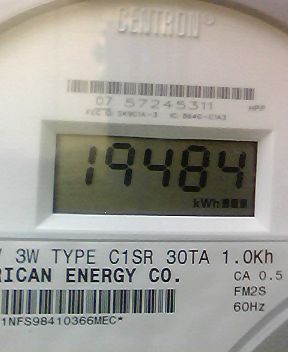 CENTRON®
07 57245311
19484
kWh
3W TYPE C1SR 30TA 1.0Kh
RICAN ENERGY CO.
CA 0.5
FM2S
60Hz
1NFS98410366MEC*